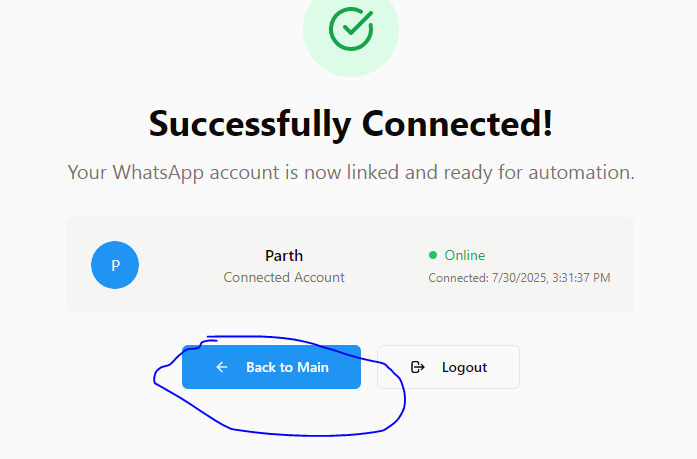 Successfully Connected!
Your WhatsApp account is now linked and ready for automation.
P
Parth
Connected Account
Online
Connected: 7/30/2025, 3:31:37 PM
Back to Main
Logout